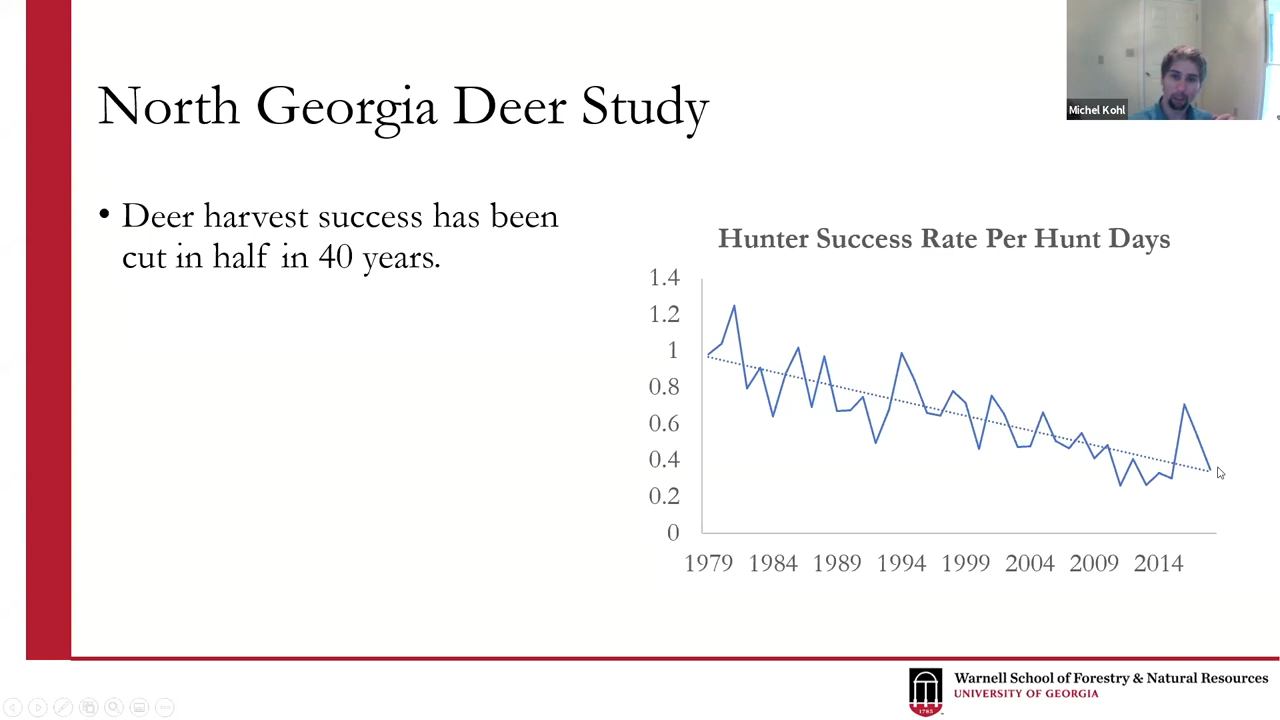 North Georgia Deer Study
Michel Kohl
• Deer harvest success has been
cut in half in 40 years.
Hunter Success Rate Per Hunt Days
1.4
1.2
1
0.8
0.6
0.4
0.2
0
1979 1984 1989 1994 1999 2004 2009 2014
1785
Warnell School of Forestry & Natural Resources
UNIVERSITY OF GEORGIA